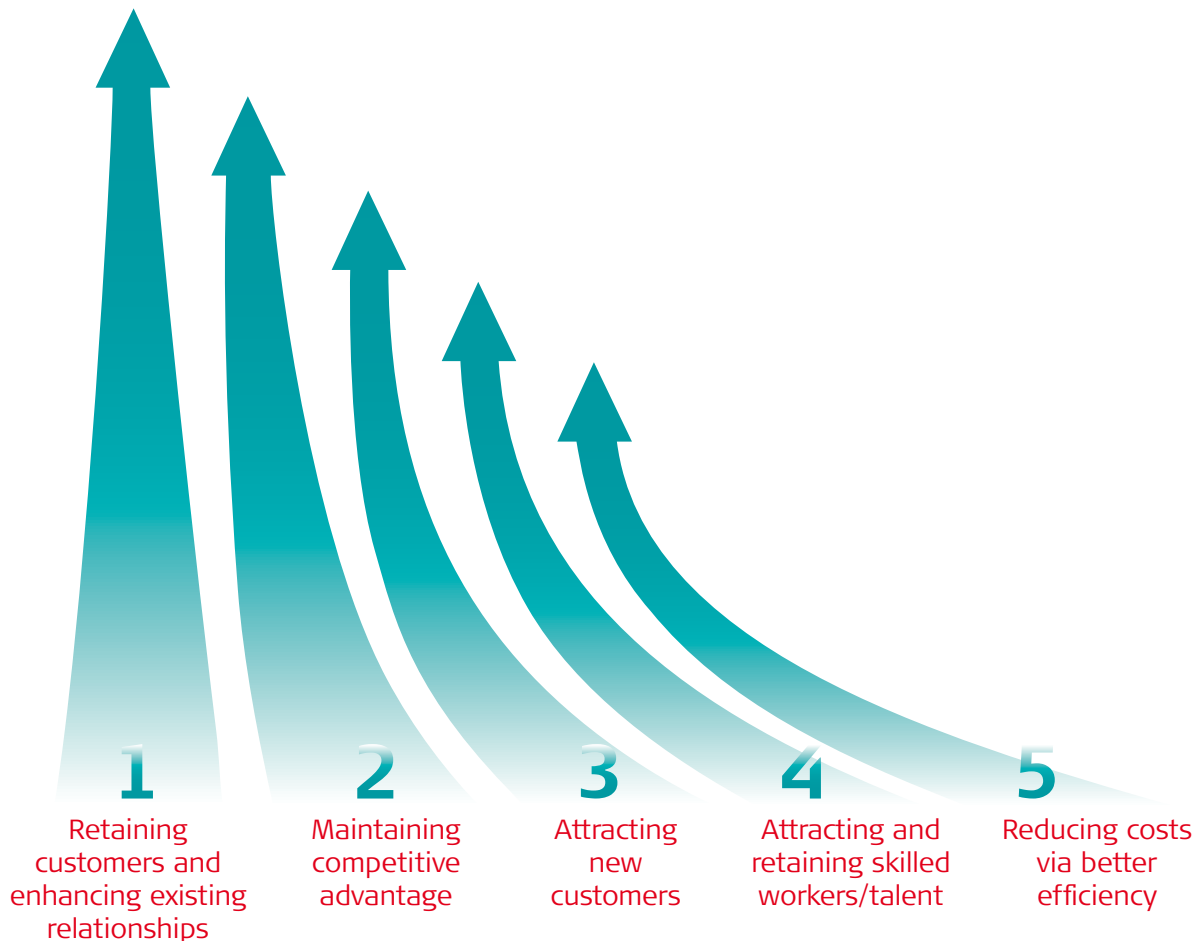 1
Retaining
customers and
enhancing existing
relationships
2
Maintaining
competitive
advantage
3
Attracting
new
customers
4
Attracting and
retaining skilled
workers/talent
5
Reducing costs
via better
efficiency